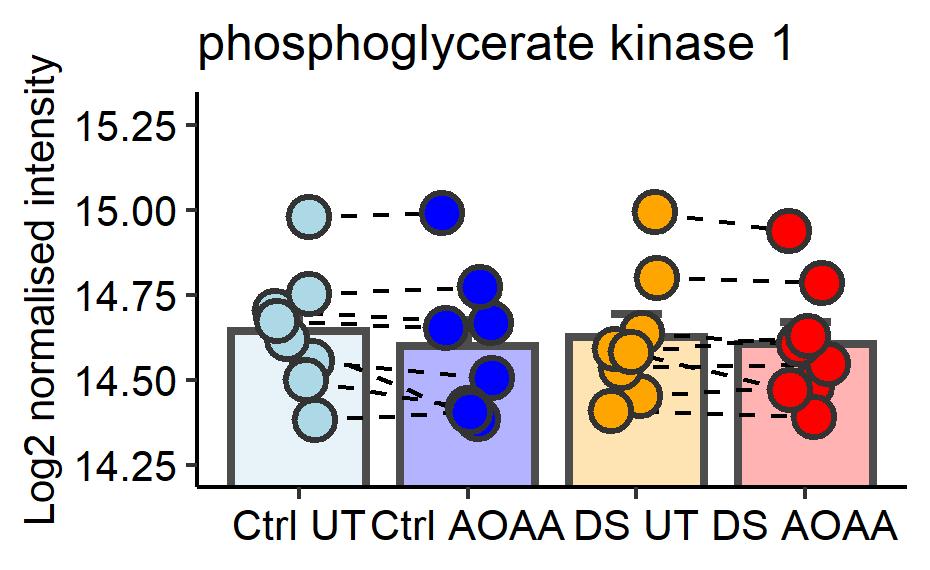 phosphoglycerate kinase 1
Log2 normalised intensity
15.25
15.00
14.75
14.50
14.25
Ctrl UT Ctrl AOAA DS UT DS AOAA